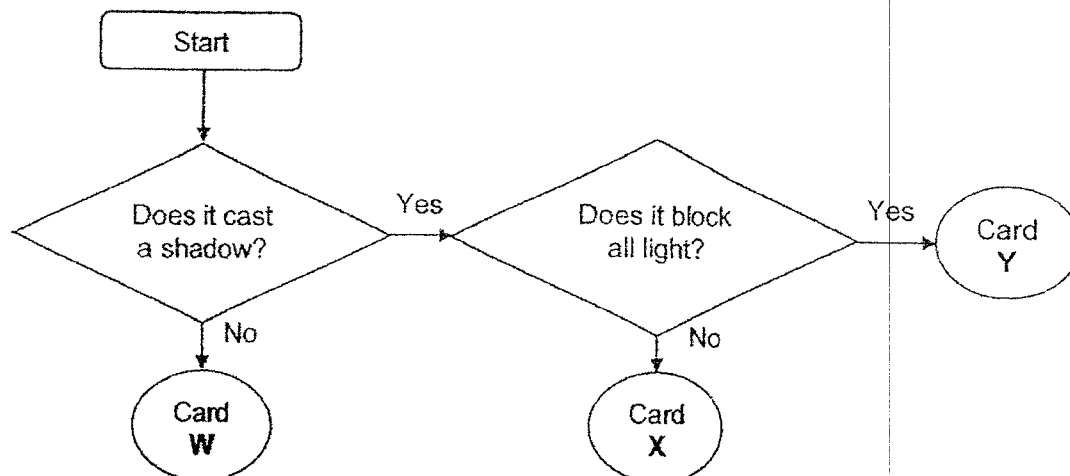 Start
Does it cast
a shadow?
Yes
Does it block
all light?
Yes
Card
Y
No
No
Card
W
Card
X